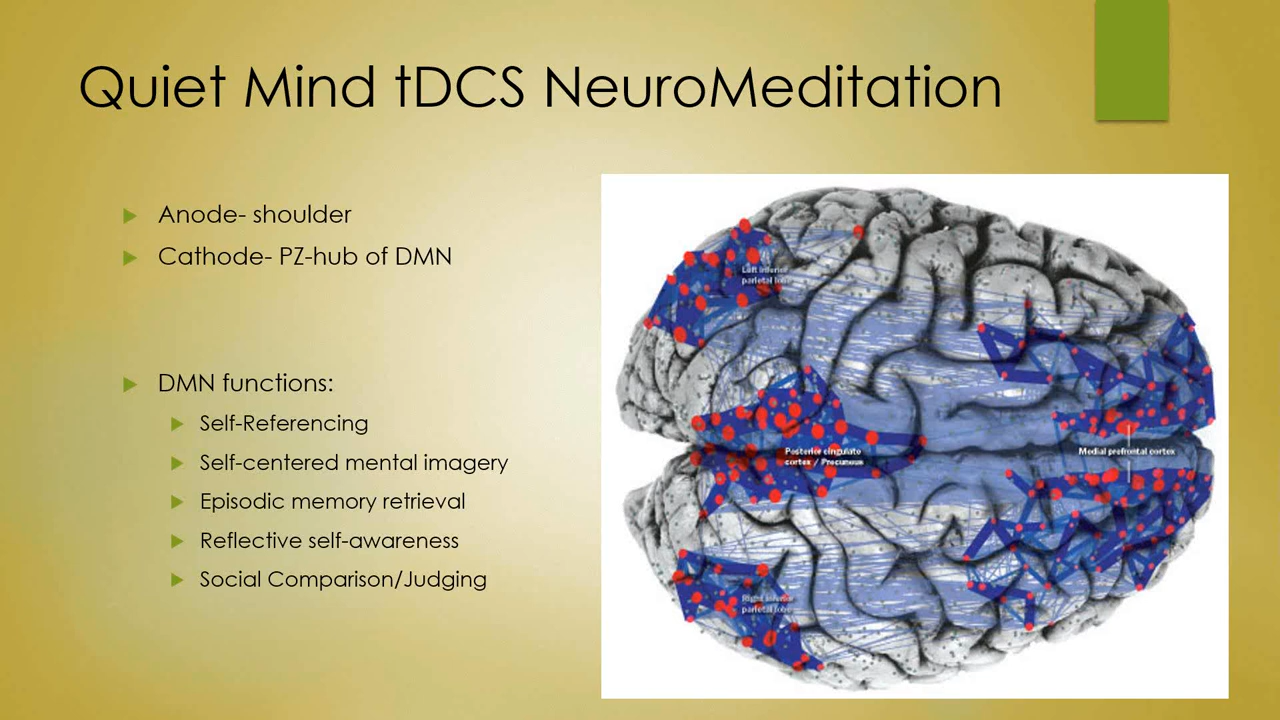 Quiet Mind tDCS NeuroMeditation
Anode- shoulder
Cathode- PZ-hub of DMN
DMN functions:
Self-Referencing
Self-centered mental imagery
Episodic memory retrieval
Reflective self-awareness
Social Comparison/Judging
Left inferior
parietal lobe
Posterior cingulate
cortex / Precuneus
Medial prefrontal cortex
Right inferior
parietal lobe